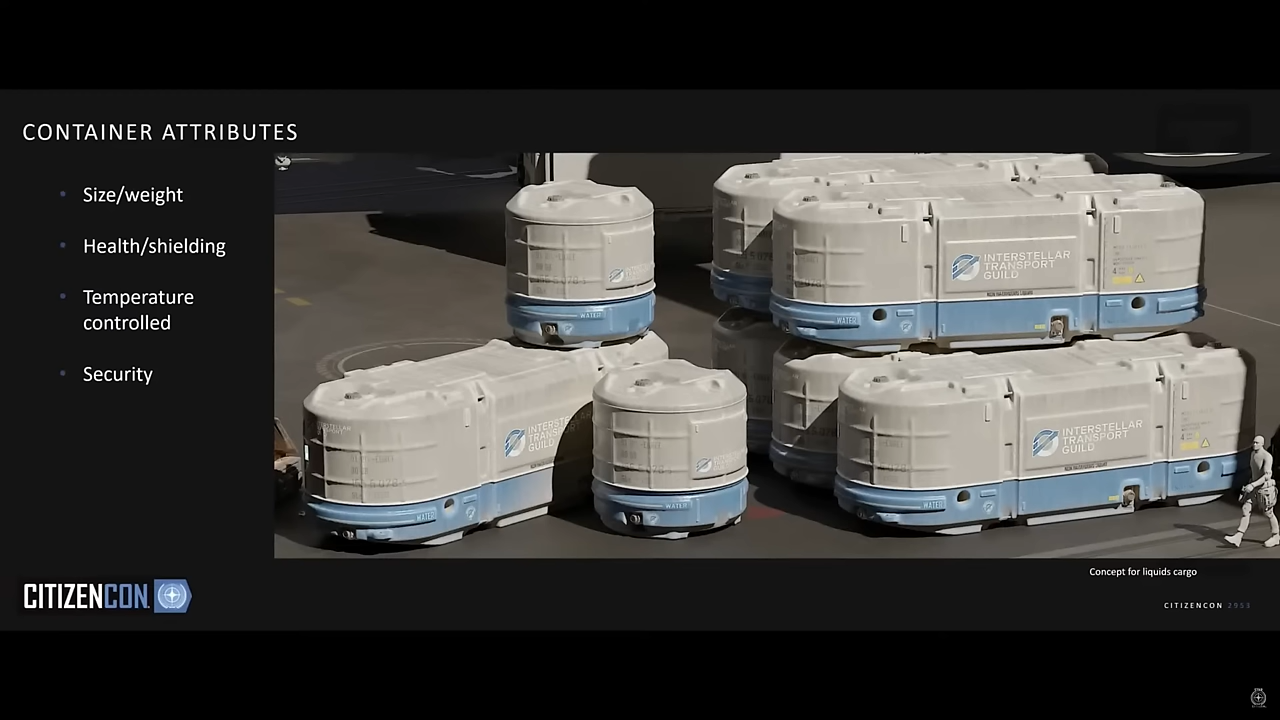 CONTAINER ATTRIBUTES
Size/weight
Health/shielding
Temperature
controlled
Security
INTERSTELLAR
TRANSPORT
GUILD
WATER
WATER
INTERSTELLAR
TRANSPORT
GUILD
WATER
INTERSTELLAR
TRANSPORT
GUILD
WATER
WATER
Concept for liquids cargo
CITIZENCON
CITIZENCON 2953